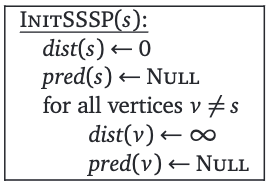 INITSSSP(s):
dist(s) ← 0
pred(s) ← NULL
for all vertices v ≠ s
dist(v) ← ∞
pred(v) ← NULL